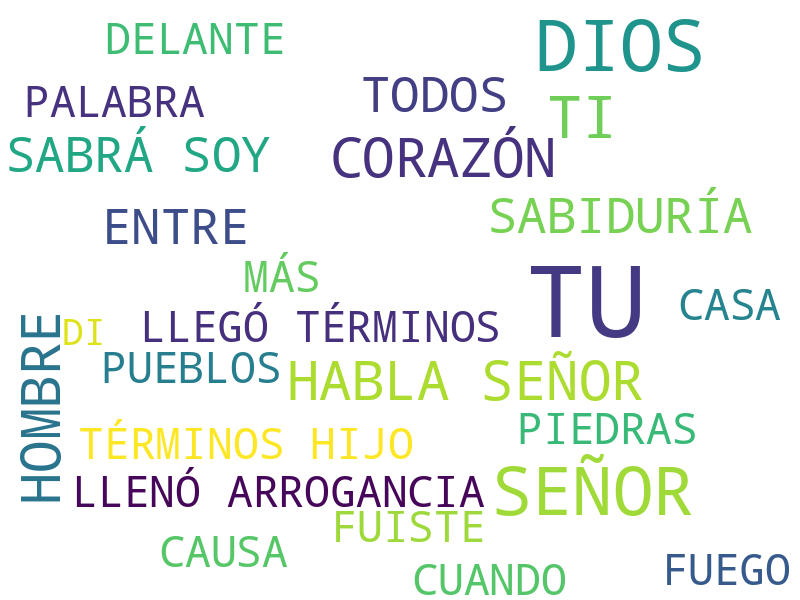 DELANTE
DIOS
PALABRA
TODOS
TI
SABRÁ SOY
CORAZÓN
ENTRE
SABIDURÍA
MÁS
TU
CASA
DI
LLEGÓ TÉRMINOS
HOMBRE
PUEBLOS
HABLA SEÑOR
TÉRMINOS HIJO
PIEDRAS
LLENÓ ARROGANCIA
SEÑOR
FUISTE
CAUSA
CUANDO
FUEGO